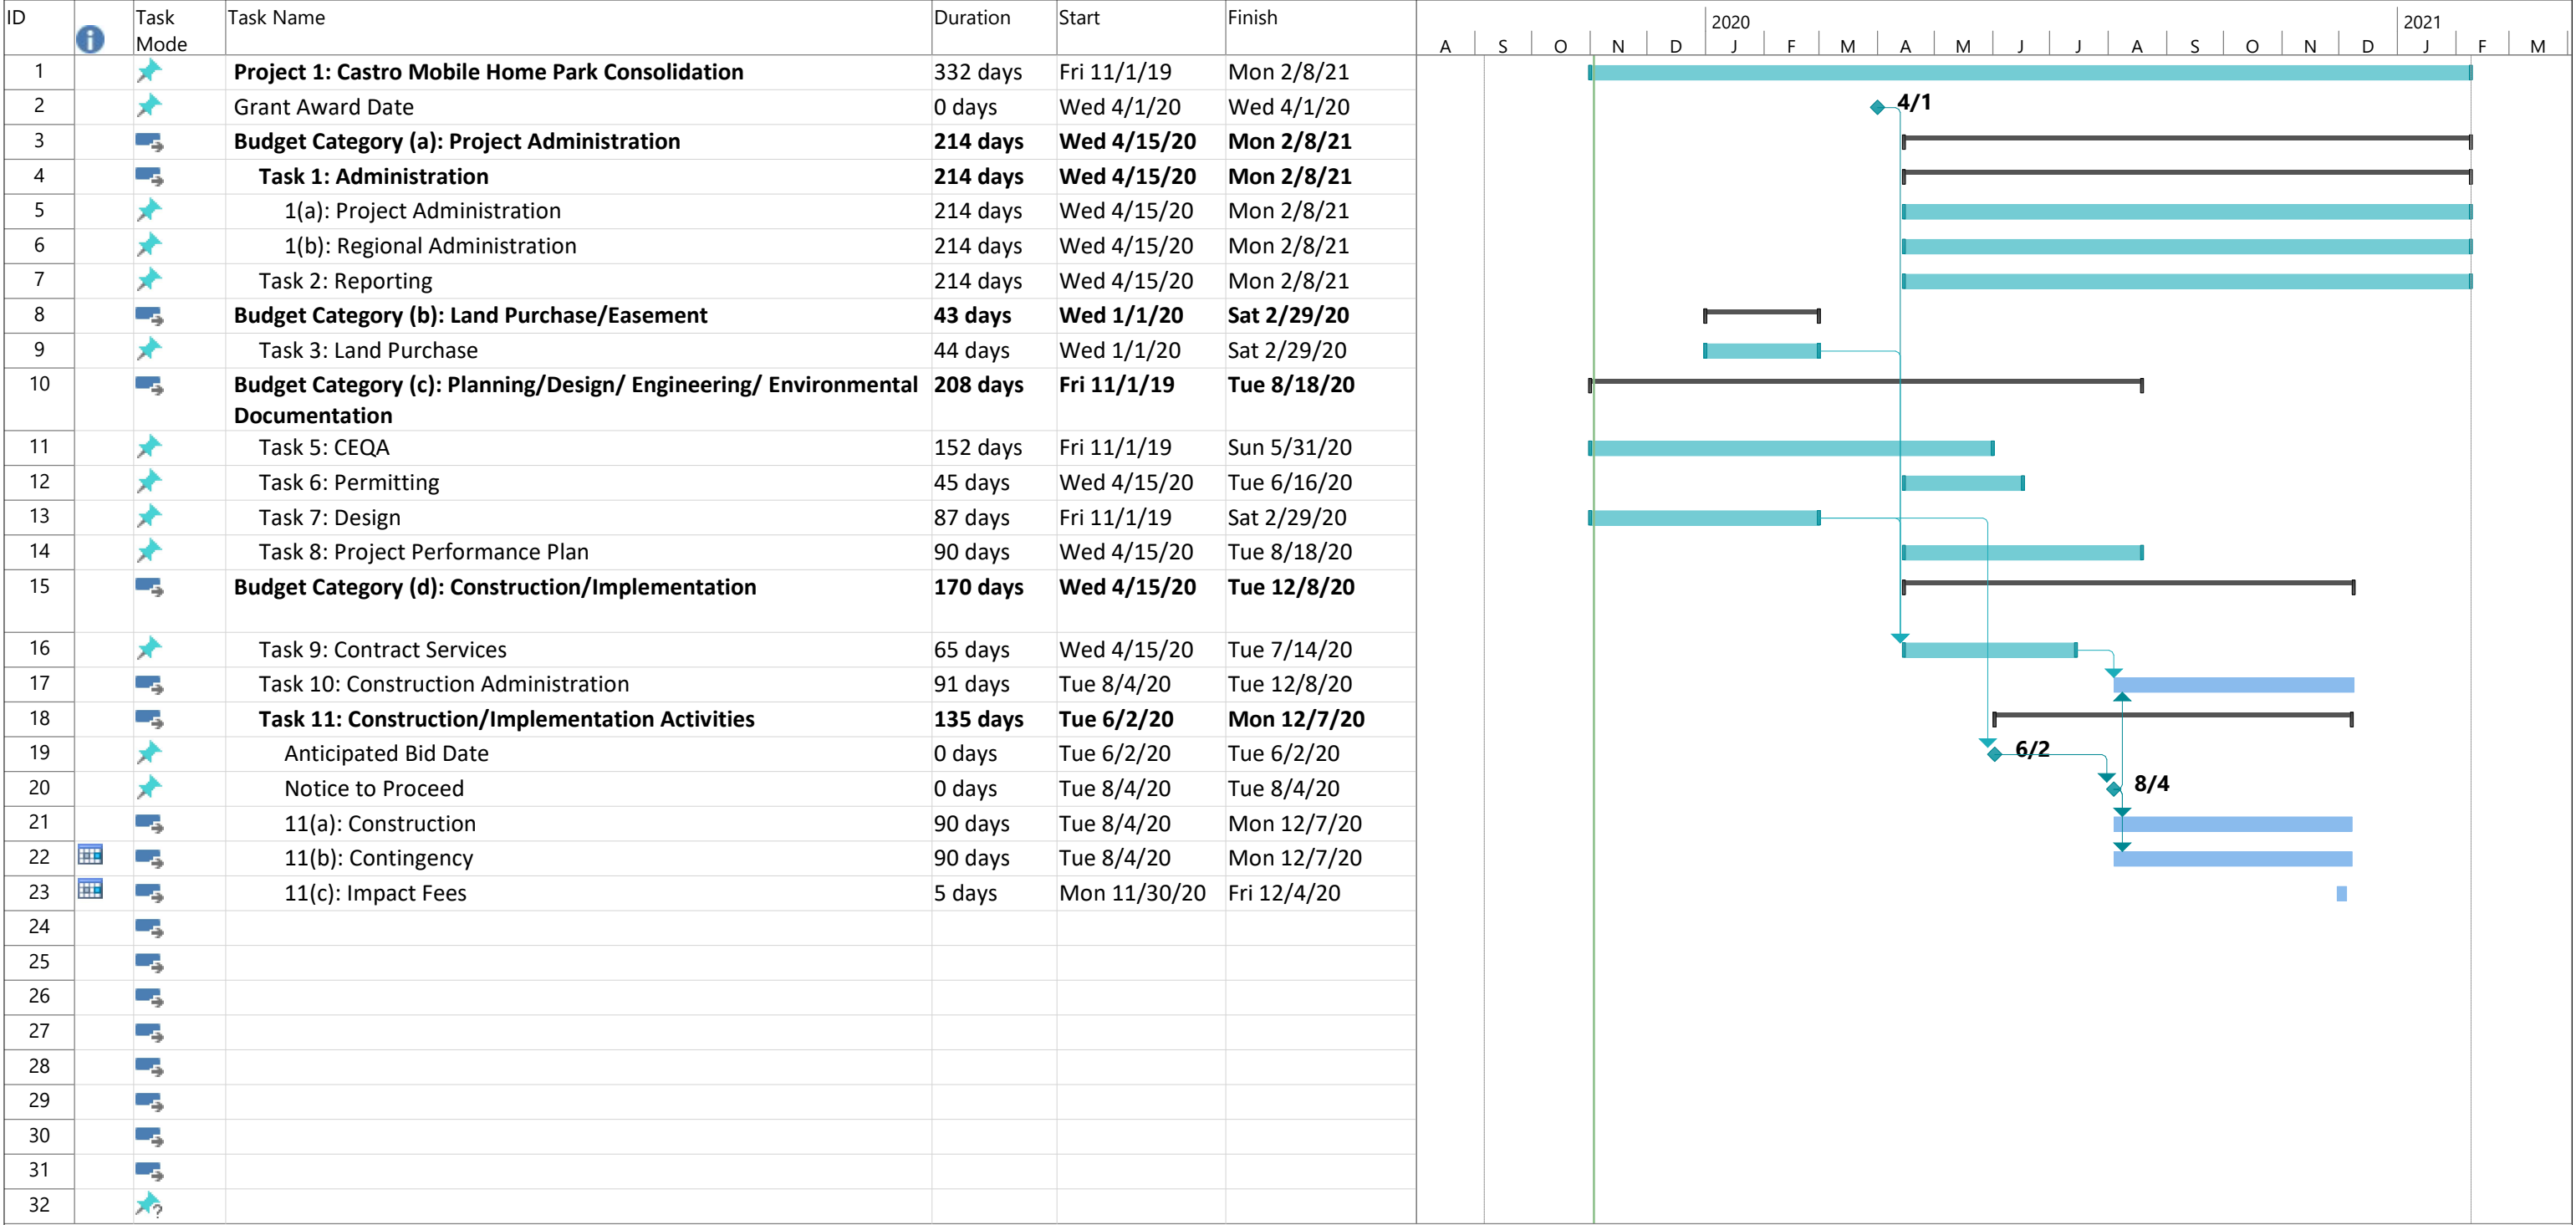 ID Task Mode Task Name Duration Start Finish
2020 2021
A S O N D J F M A M J J A S O N D J F M
1 Project 1: Castro Mobile Home Park Consolidation 332 days Fri 11/1/19 Mon 2/8/21
2 Grant Award Date 0 days Wed 4/1/20 Wed 4/1/20 4/1
3 Budget Category (a): Project Administration 214 days Wed 4/15/20 Mon 2/8/21
4 Task 1: Administration 214 days Wed 4/15/20 Mon 2/8/21
5 1(a): Project Administration 214 days Wed 4/15/20 Mon 2/8/21
6 1(b): Regional Administration 214 days Wed 4/15/20 Mon 2/8/21
7 Task 2: Reporting 214 days Wed 4/15/20 Mon 2/8/21
8 Budget Category (b): Land Purchase/Easement 43 days Wed 1/1/20 Sat 2/29/20
9 Task 3: Land Purchase 44 days Wed 1/1/20 Sat 2/29/20
10 Budget Category (c): Planning/Design/ Engineering/ Environmental 208 days Fri 11/1/19 Tue 8/18/20
Documentation
11 Task 5: CEQA 152 days Fri 11/1/19 Sun 5/31/20
12 Task 6: Permitting 45 days Wed 4/15/20 Tue 6/16/20
13 Task 7: Design 87 days Fri 11/1/19 Sat 2/29/20
14 Task 8: Project Performance Plan 90 days Wed 4/15/20 Tue 8/18/20
15 Budget Category (d): Construction/Implementation 170 days Wed 4/15/20 Tue 12/8/20
16 Task 9: Contract Services 65 days Wed 4/15/20 Tue 7/14/20
17 Task 10: Construction Administration 91 days Tue 8/4/20 Tue 12/8/20
18 Task 11: Construction/Implementation Activities 135 days Tue 6/2/20 Mon 12/7/20
19 Anticipated Bid Date 0 days Tue 6/2/20 Tue 6/2/20 6/2
20 Notice to Proceed 0 days Tue 8/4/20 Tue 8/4/20 8/4
21 11(a): Construction 90 days Tue 8/4/20 Mon 12/7/20
22 11(b): Contingency 90 days Tue 8/4/20 Mon 12/7/20
23 11(c): Impact Fees 5 days Mon 11/30/20 Fri 12/4/20
24
25
26
27
28
29
30
31
32